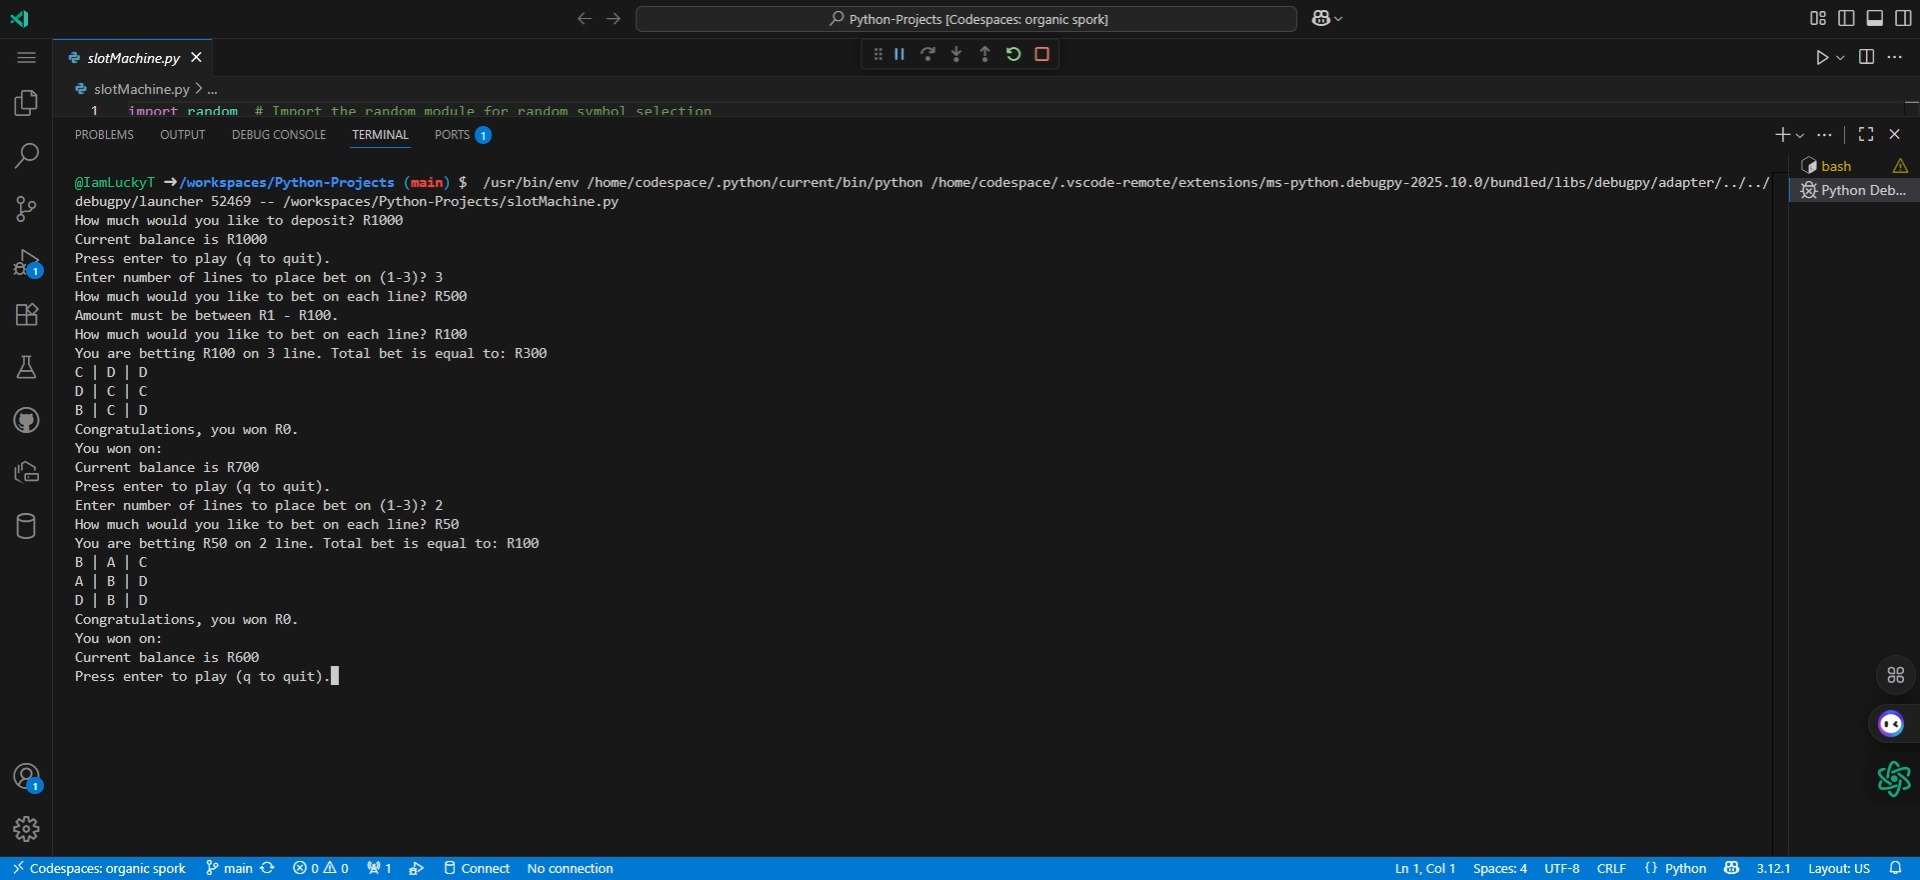 Python-Projects [Codespaces: organic spork]
slotMachine.py
slotMachine.py > ...
1 import random # Import the random module for random symbol selection
PROBLEMS OUTPUT DEBUG CONSOLE TERMINAL PORTS 1
bash
Python Deb...
@IamLuckyT ➜/workspaces/Python-Projects (main) $ /usr/bin/env /home/codespace/.python/current/bin/python /home/codespace/.vscode-remote/extensions/ms-python.debugpy-2025.10.0/bundled/libs/debugpy/adapter/../../
debugpy/launcher 52469 -- /workspaces/Python-Projects/slotMachine.py
How much would you like to deposit? R1000
Current balance is R1000
Press enter to play (q to quit).
Enter number of lines to place bet on (1-3)? 3
How much would you like to bet on each line? R500
Amount must be between R1 - R100.
How much would you like to bet on each line? R100
You are betting R100 on 3 line. Total bet is equal to: R300
C | D | D
D | C | C
B | C | D
Congratulations, you won R0.
You won on:
Current balance is R700
Press enter to play (q to quit).
Enter number of lines to place bet on (1-3)? 2
How much would you like to bet on each line? R50
You are betting R50 on 2 line. Total bet is equal to: R100
B | A | C
A | B | D
D | B | D
Congratulations, you won R0.
You won on:
Current balance is R600
Press enter to play (q to quit).
1
1
Codespaces: organic spork main 0 0 1 Connect No connection Ln 1, Col 1 Spaces: 4 UTF-8 CRLF {} Python 3.12.1 Layout: US